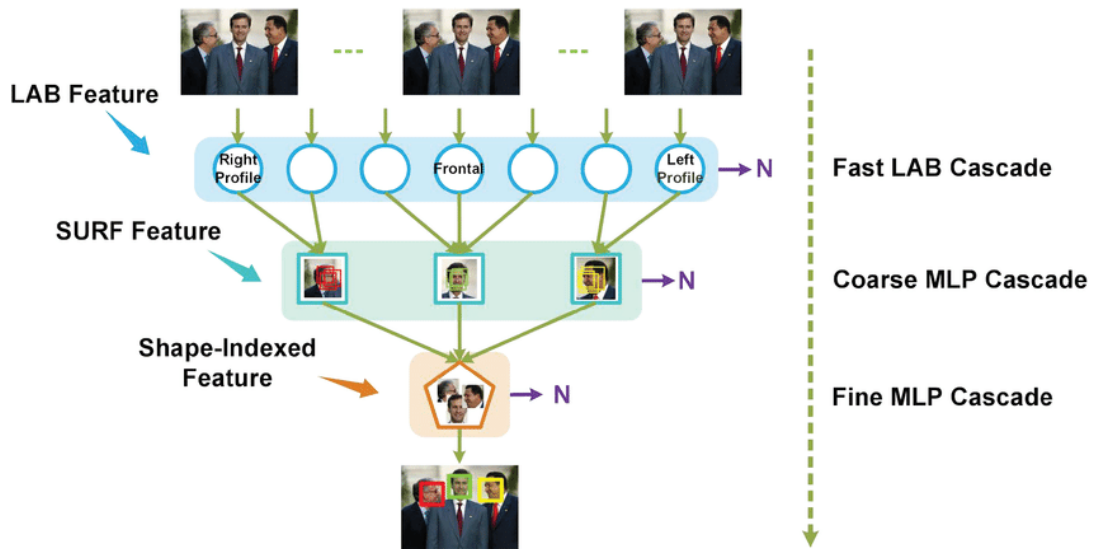 LAB Feature
Right
Profile
Frontal
Left
Profile
N
Fast LAB Cascade
SURF Feature
N
Coarse MLP Cascade
Shape-Indexed
Feature
N
Fine MLP Cascade